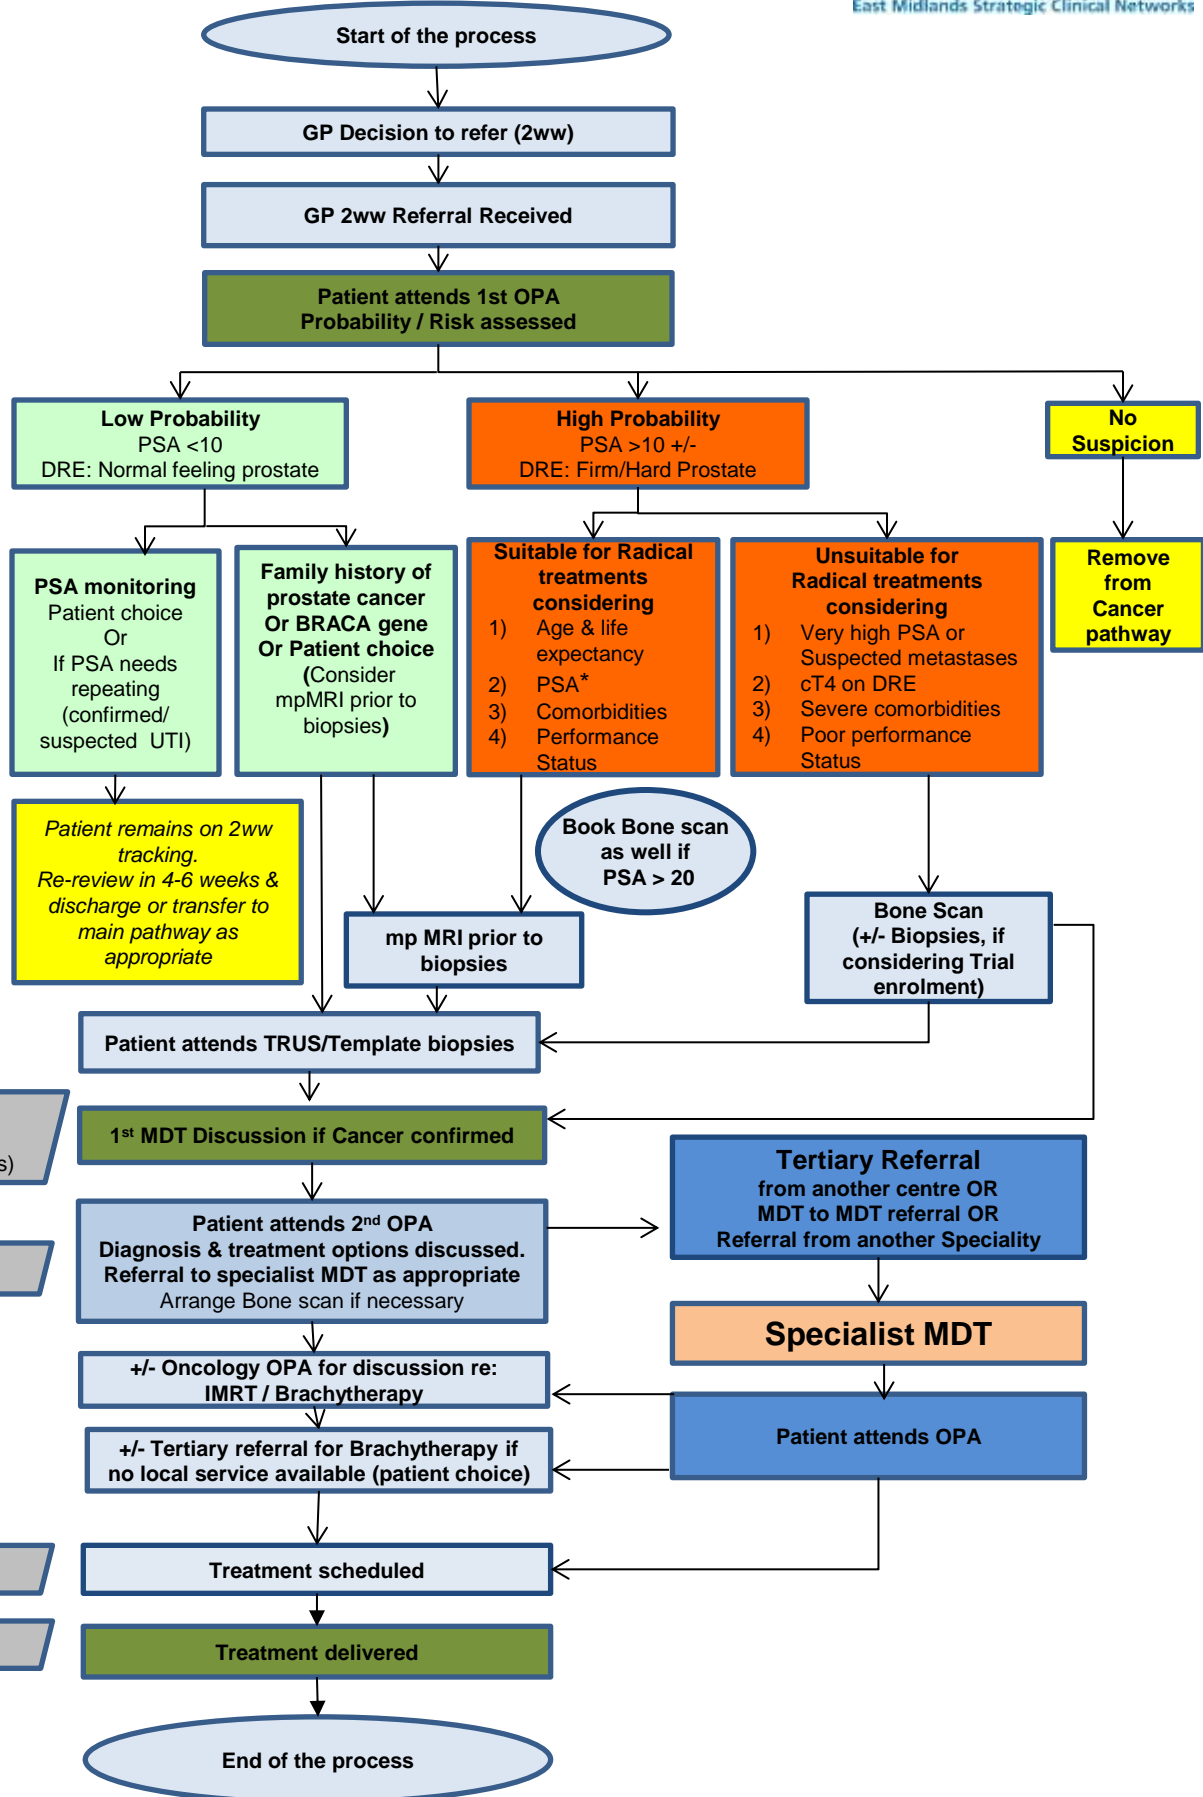 East Midlands Strategic Clinical Networks
Start of the process
GP Decision to refer (2ww)
GP 2ww Referral Received
Patient attends 1st OPA
Probability / Risk assessed
Low Probability
PSA <10
DRE: Normal feeling prostate
High Probability
PSA >10 +/-
DRE: Firm/Hard Prostate
No
Suspicion
PSA monitoring
Patient choice
Or
If PSA needs
repeating
(confirmed/
suspected UTI)
Family history of
prostate cancer
Or BRACA gene
Or Patient choice
(Consider
mpMRI prior to
biopsies)
Suitable for Radical
treatments
considering
1) Age & life
expectancy
2) PSA*
3) Comorbidities
4) Performance
Status
Unsuitable for
Radical treatments
considering
1) Very high PSA or
Suspected metastases
2) cT4 on DRE
3) Severe comorbidities
4) Poor performance
Status
Remove
from
Cancer
pathway
Patient remains on 2ww
tracking.
Re-review in 4-6 weeks &
discharge or transfer to
main pathway as
appropriate
Book Bone scan
as well if
PSA > 20
mp MRI prior to
biopsies
Bone Scan
(+/- Biopsies, if
considering Trial
enrolment)
Patient attends TRUS/Template biopsies
s)
1st MDT Discussion if Cancer confirmed
Tertiary Referral
from another centre OR
MDT to MDT referral OR
Referral from another Speciality
Patient attends 2nd OPA
Diagnosis & treatment options discussed.
Referral to specialist MDT as appropriate
Arrange Bone scan if necessary
Specialist MDT
+/- Oncology OPA for discussion re:
IMRT / Brachytherapy
Patient attends OPA
+/- Tertiary referral for Brachytherapy if
no local service available (patient choice)
Treatment scheduled
Treatment delivered
End of the process